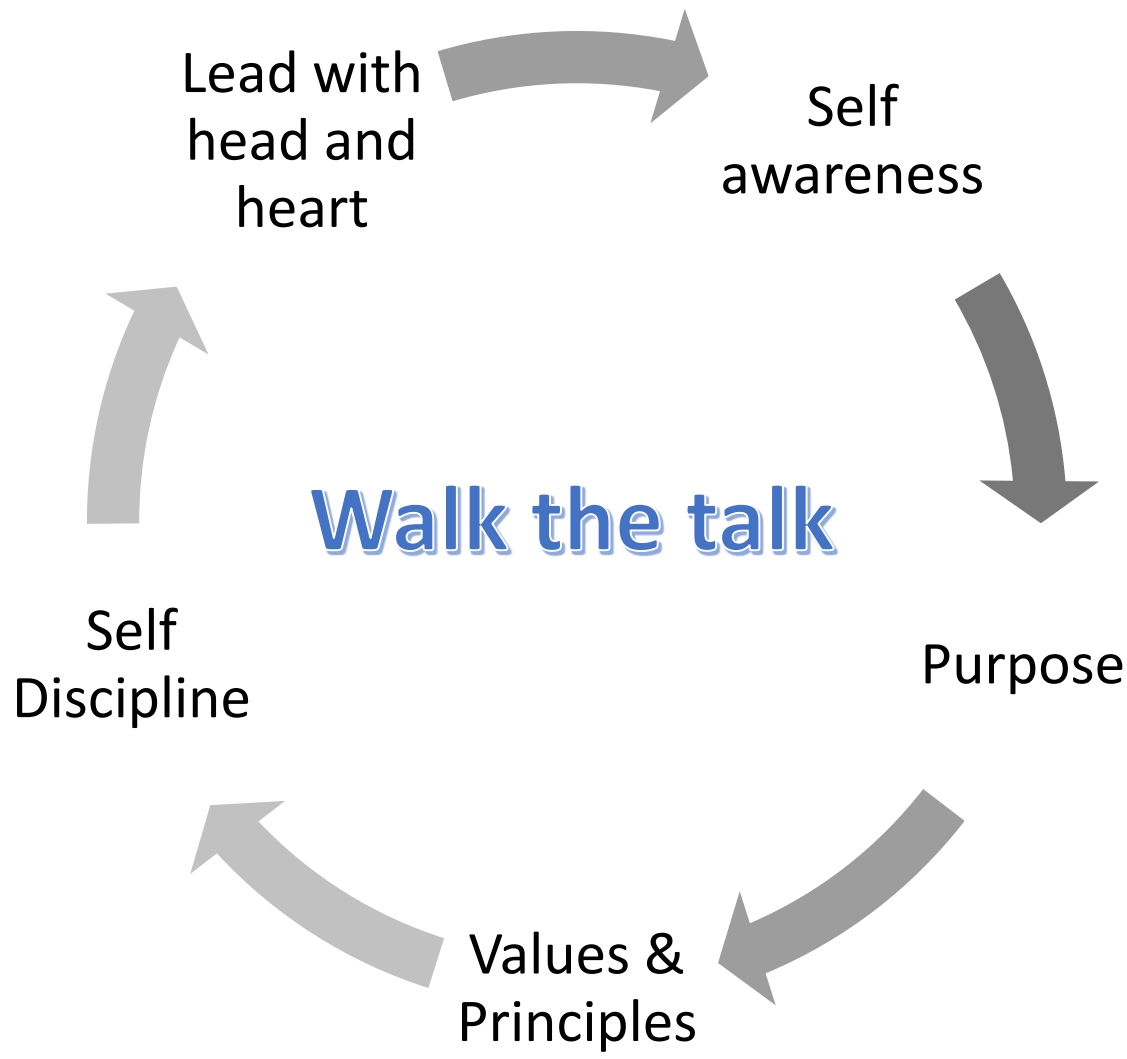 Lead with
head and
heart
Self
awareness
Walk the talk
Self
Discipline
Purpose
Values &
Principles